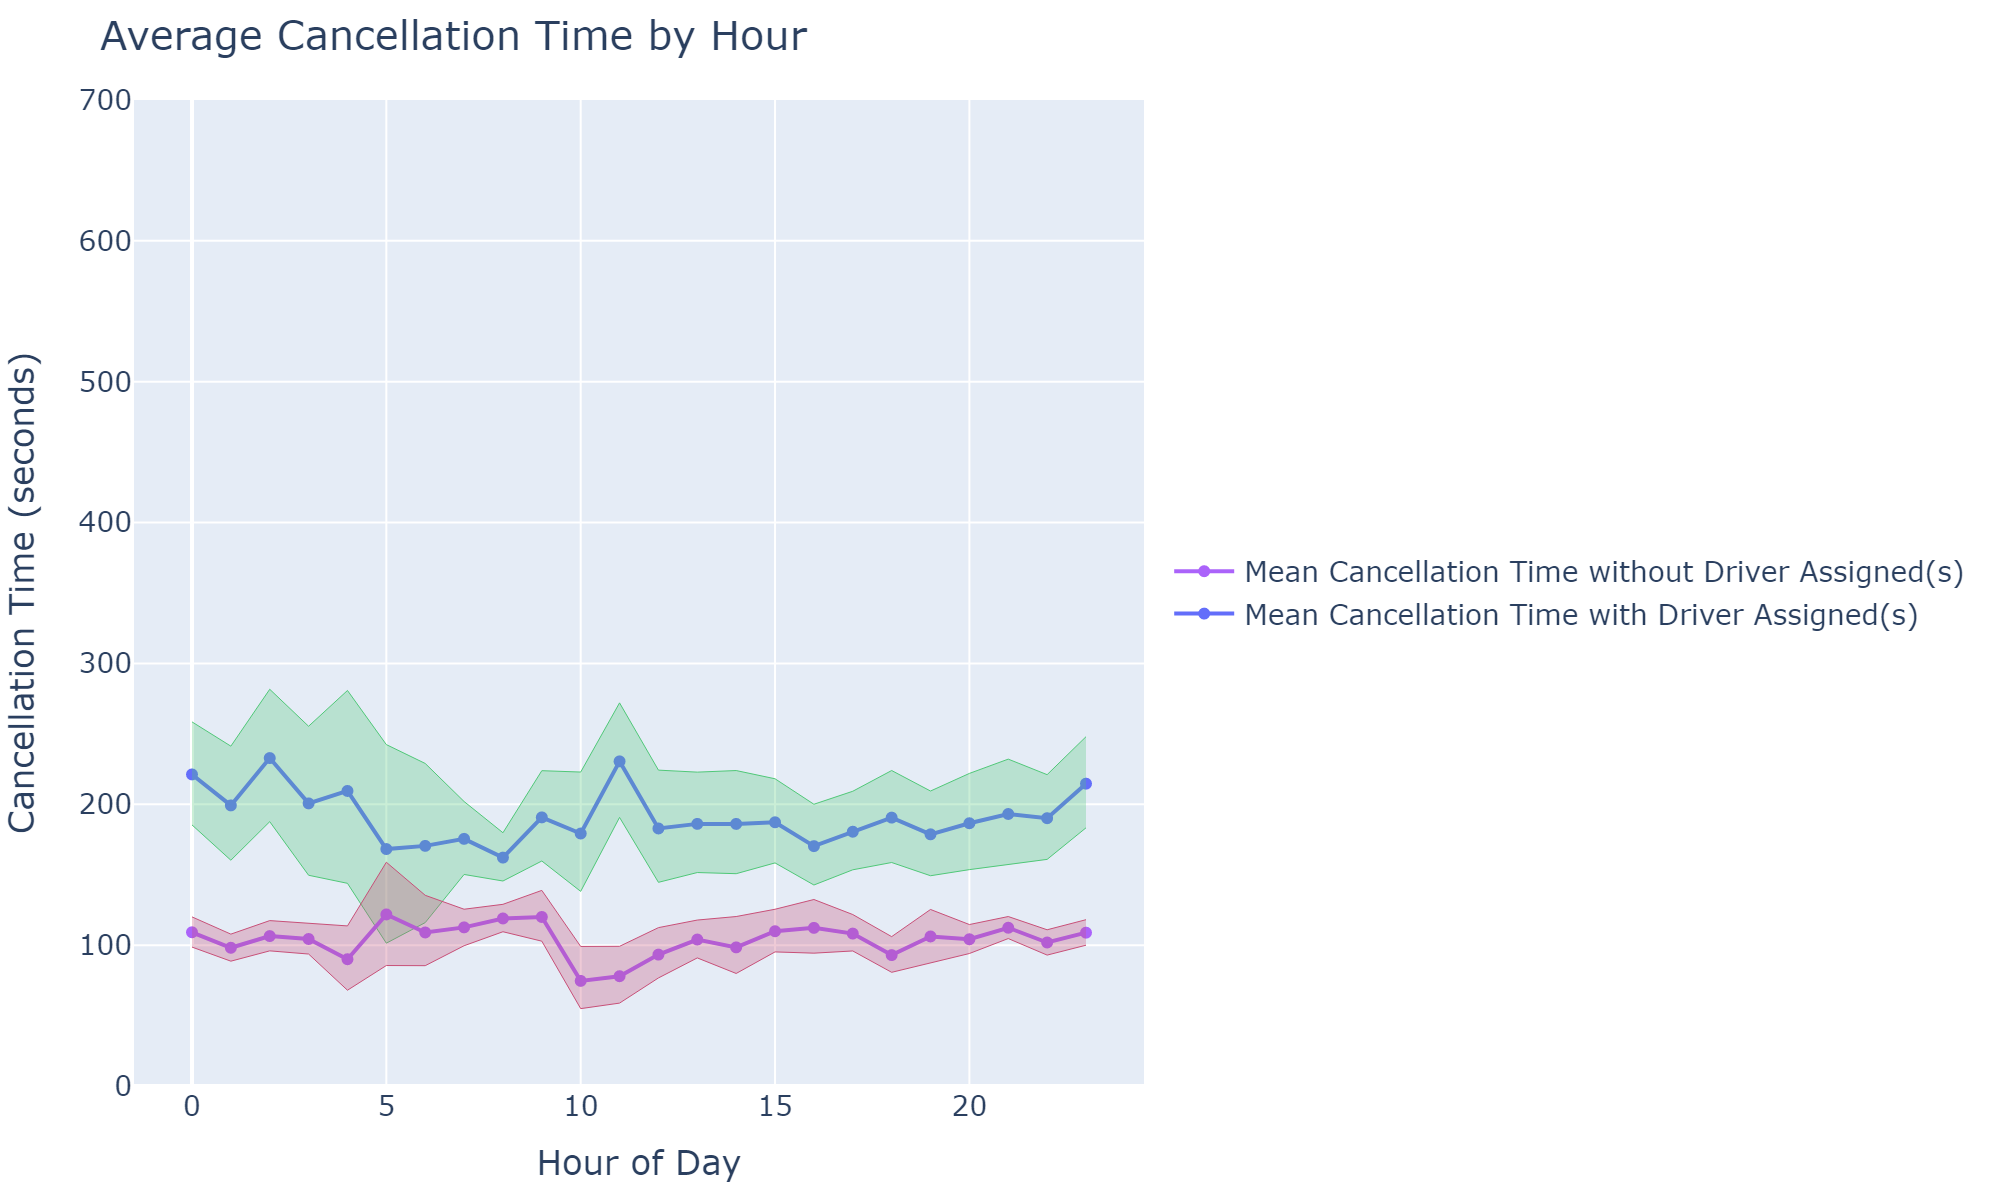 Average Cancellation Time by Hour
700
600
500
400
300
200
100
0
Cancellation Time (seconds)
0 5 10 15 20
Hour of Day
Mean Cancellation Time without Driver Assigned(s)
Mean Cancellation Time with Driver Assigned(s)